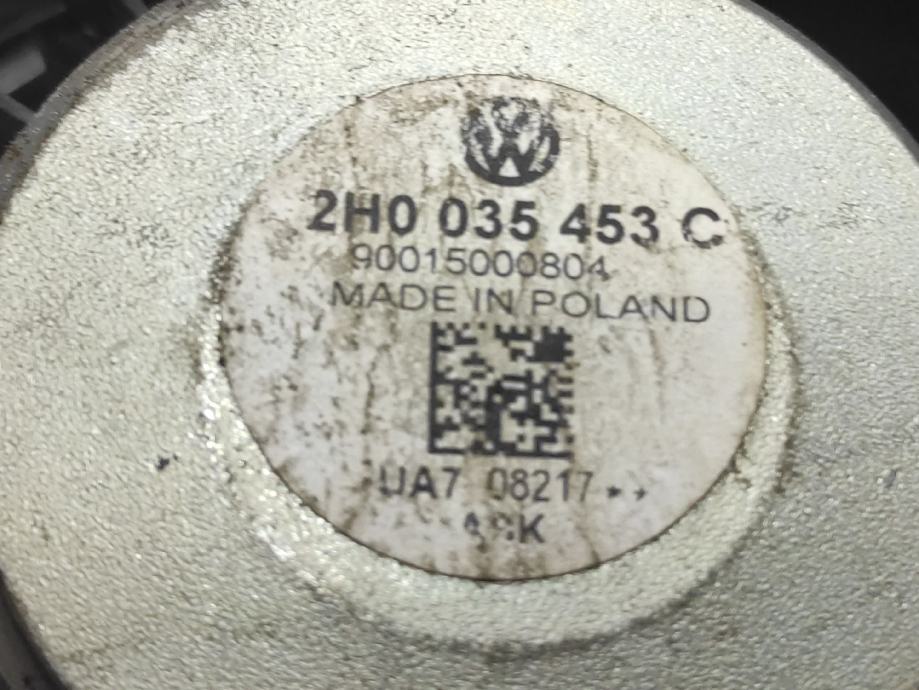 2H0 035 453 C
90015000804
MADE IN POLAND
UA7 08217